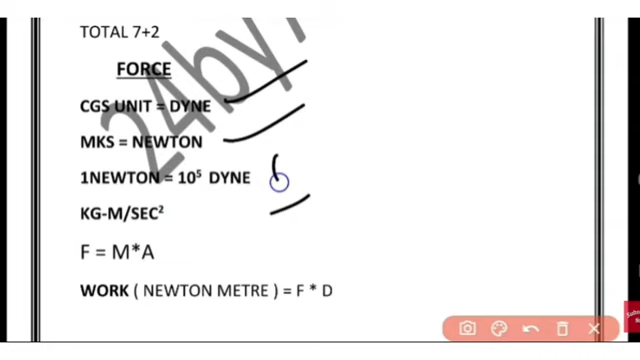 TOTAL 7+2
FORCE
CGS UNIT = DYNE
MKS = NEWTON
1NEWTON = 10⁵ DYNE
KG-M/SEC²
F = M*A
WORK ( NEWTON METRE ) = F * D